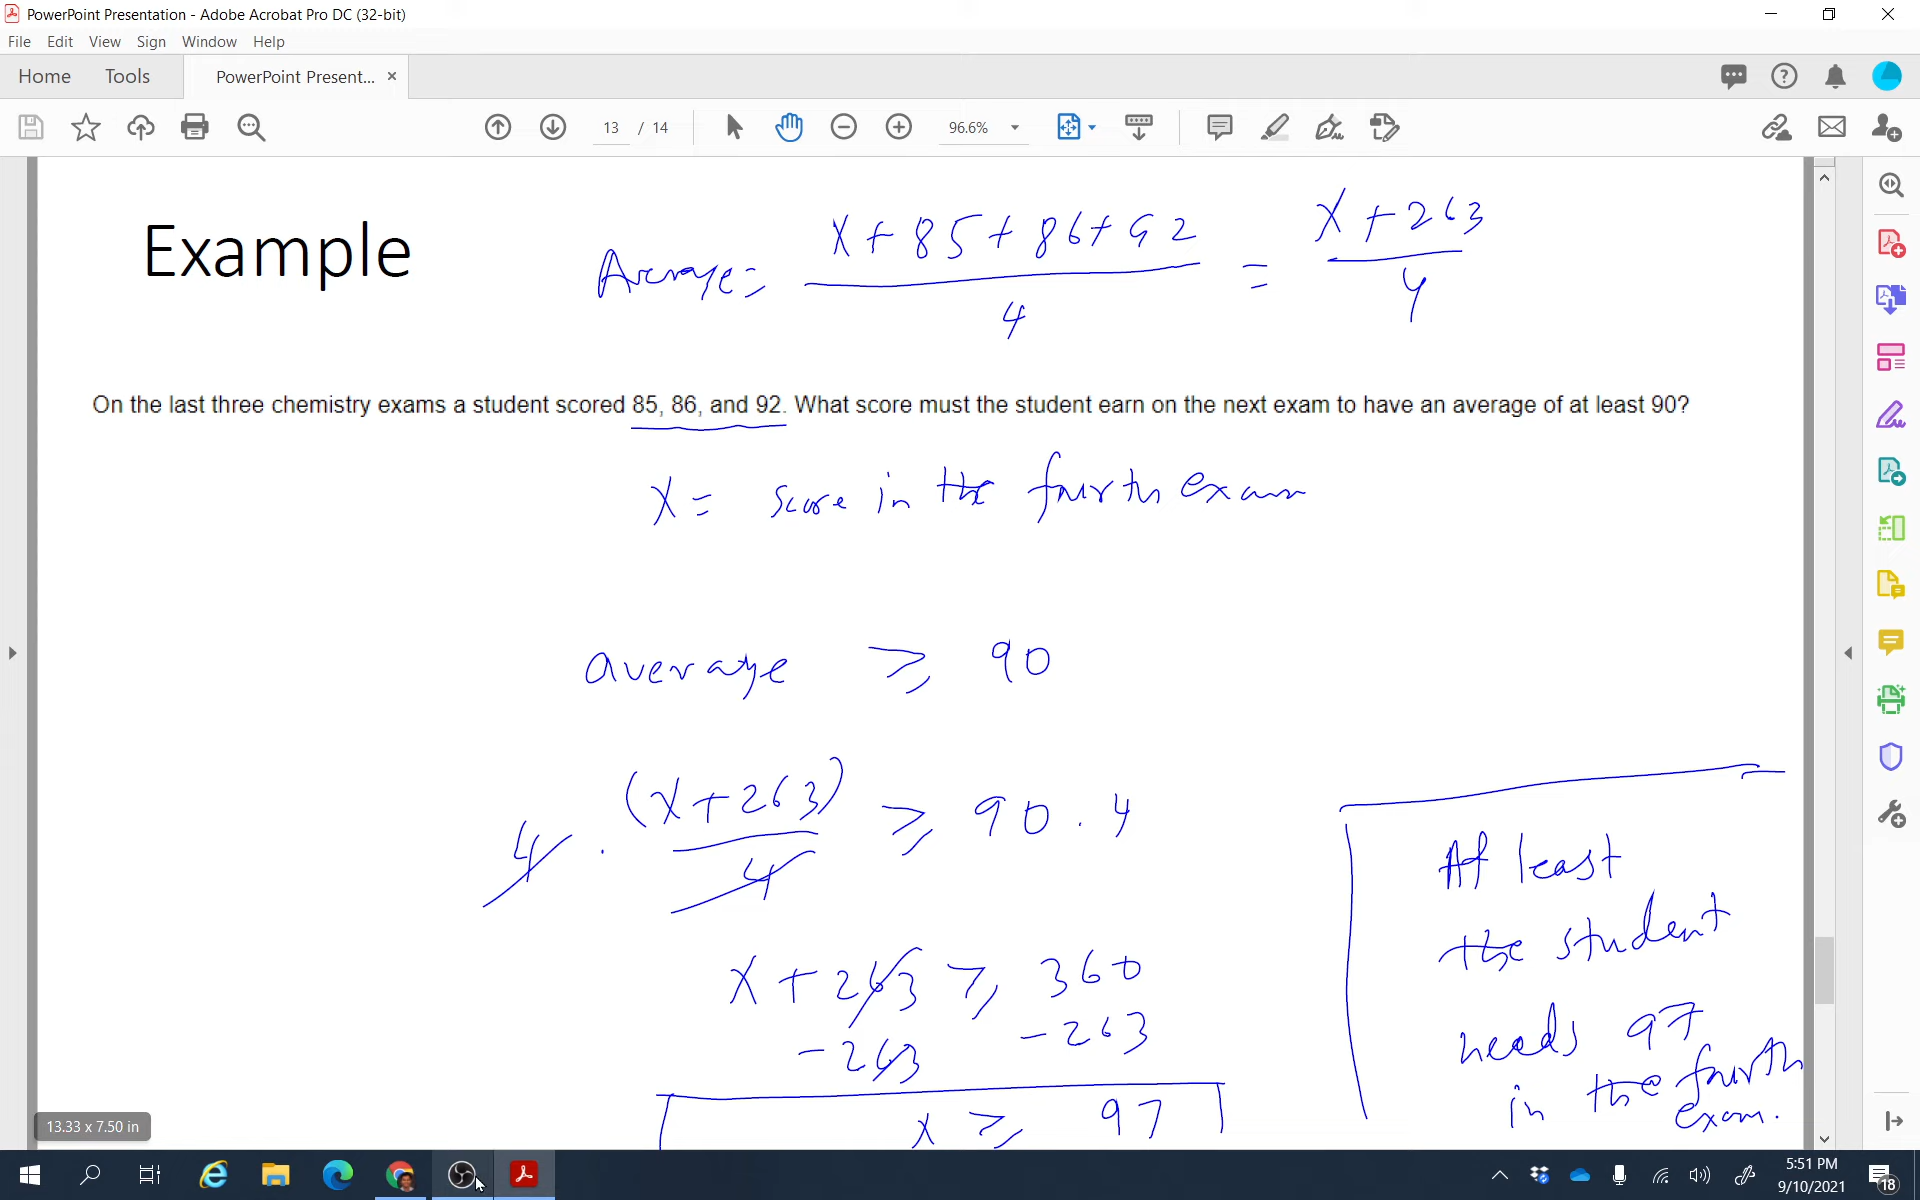 PowerPoint Presentation - Adobe Acrobat Pro DC (32-bit)
File Edit View Sign Window Help
Home Tools PowerPoint Present... ×
13 / 14 96.6%
Example
Average = (x + 85 + 86 + 92) / 4 = (x + 263) / 4
On the last three chemistry exams a student scored 85, 86, and 92. What score must the student earn on the next exam to have an average of at least 90?
x = score in the fourth exam
average ≥ 90
4 · (x + 263) / 4 ≥ 90 · 4
x + 263 ≥ 360
- 263 - 263
x ≥ 97
At least
the student
needs 97
in the fourth
exam.
13.33 x 7.50 in
5:51 PM
9/10/2021
18